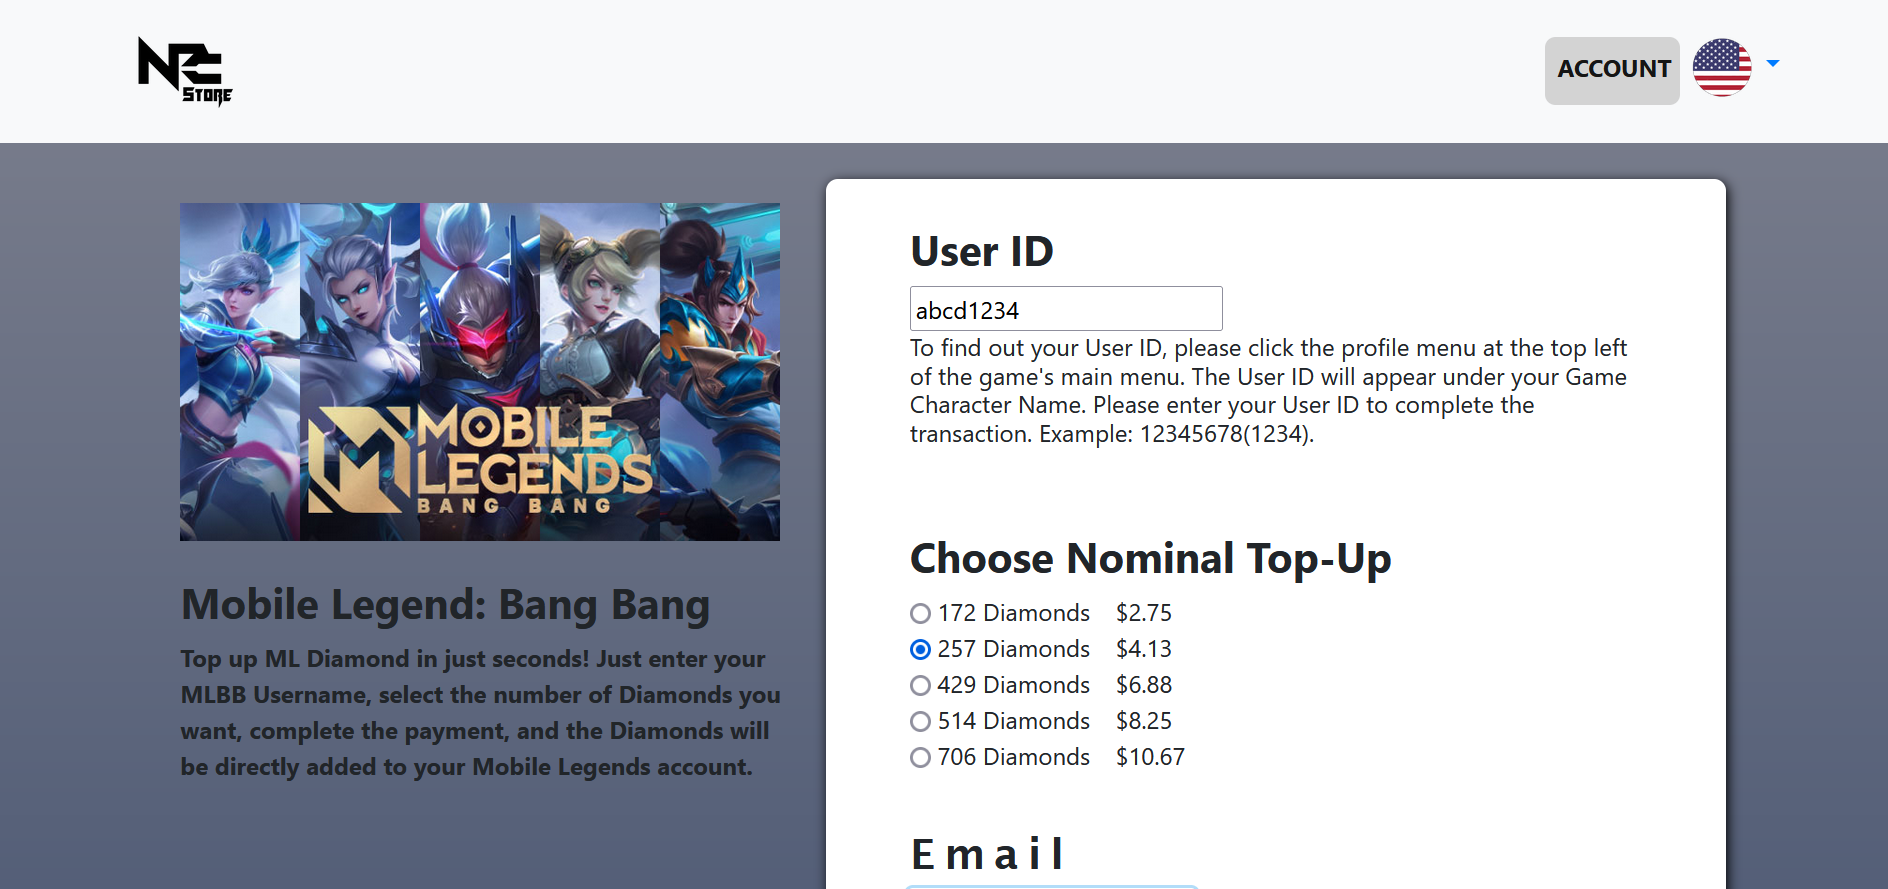 NPC
STORE
ACCOUNT
MOBILE
LEGENDS
BANG BANG
Mobile Legend: Bang Bang
Top up ML Diamond in just seconds! Just enter your
MLBB Username, select the number of Diamonds you
want, complete the payment, and the Diamonds will
be directly added to your Mobile Legends account.
User ID
abcd1234
To find out your User ID, please click the profile menu at the top left
of the game's main menu. The User ID will appear under your Game
Character Name. Please enter your User ID to complete the
transaction. Example: 12345678(1234).
Choose Nominal Top-Up
172 Diamonds $2.75
257 Diamonds $4.13
429 Diamonds $6.88
514 Diamonds $8.25
706 Diamonds $10.67
Email